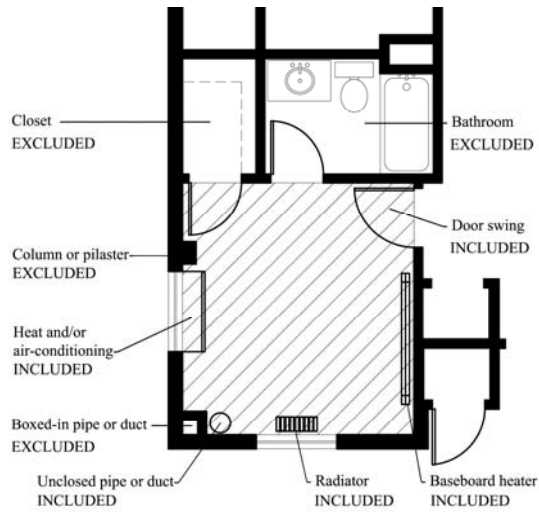 Closet
EXCLUDED
Bathroom
EXCLUDED
Door swing
INCLUDED
Column or pilaster
EXCLUDED
Heat and/or
air-conditioning
INCLUDED
Boxed-in pipe or duct
EXCLUDED
Unclosed pipe or duct
INCLUDED
Radiator
INCLUDED
Baseboard heater
INCLUDED